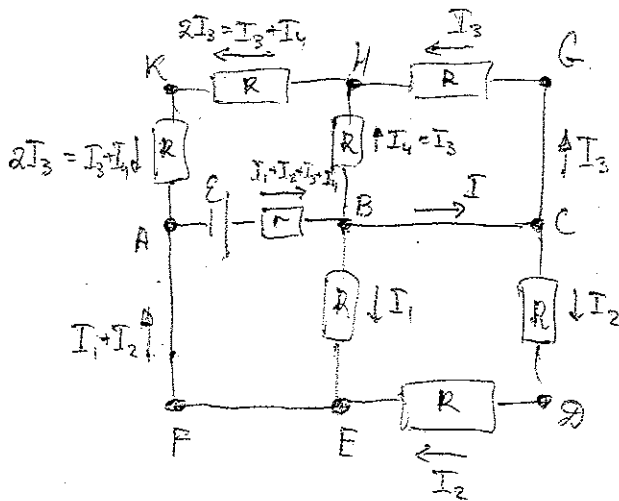 2I₃ = I₃+I₄
I₃
K
H
G
R
R
2I₃ = I₃+I₄↓
R
R
↑I₄ = I₃
↑I₃
ℰ
I₁+I₂+I₃+I₄
I
A
r
B
C
I₁+I₂
R
↓I₁
R
↓I₂
R
F
E
D
I₂